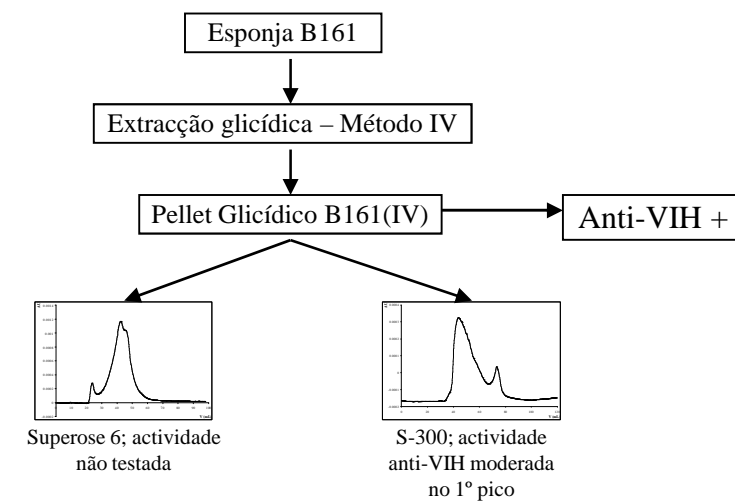 Esponja B161
Extracção glicídica – Método IV
Pellet Glicídico B161(IV)
Anti-VIH +
Superose 6; actividade
não testada
S-300; actividade
anti-VIH moderada
no 1º pico